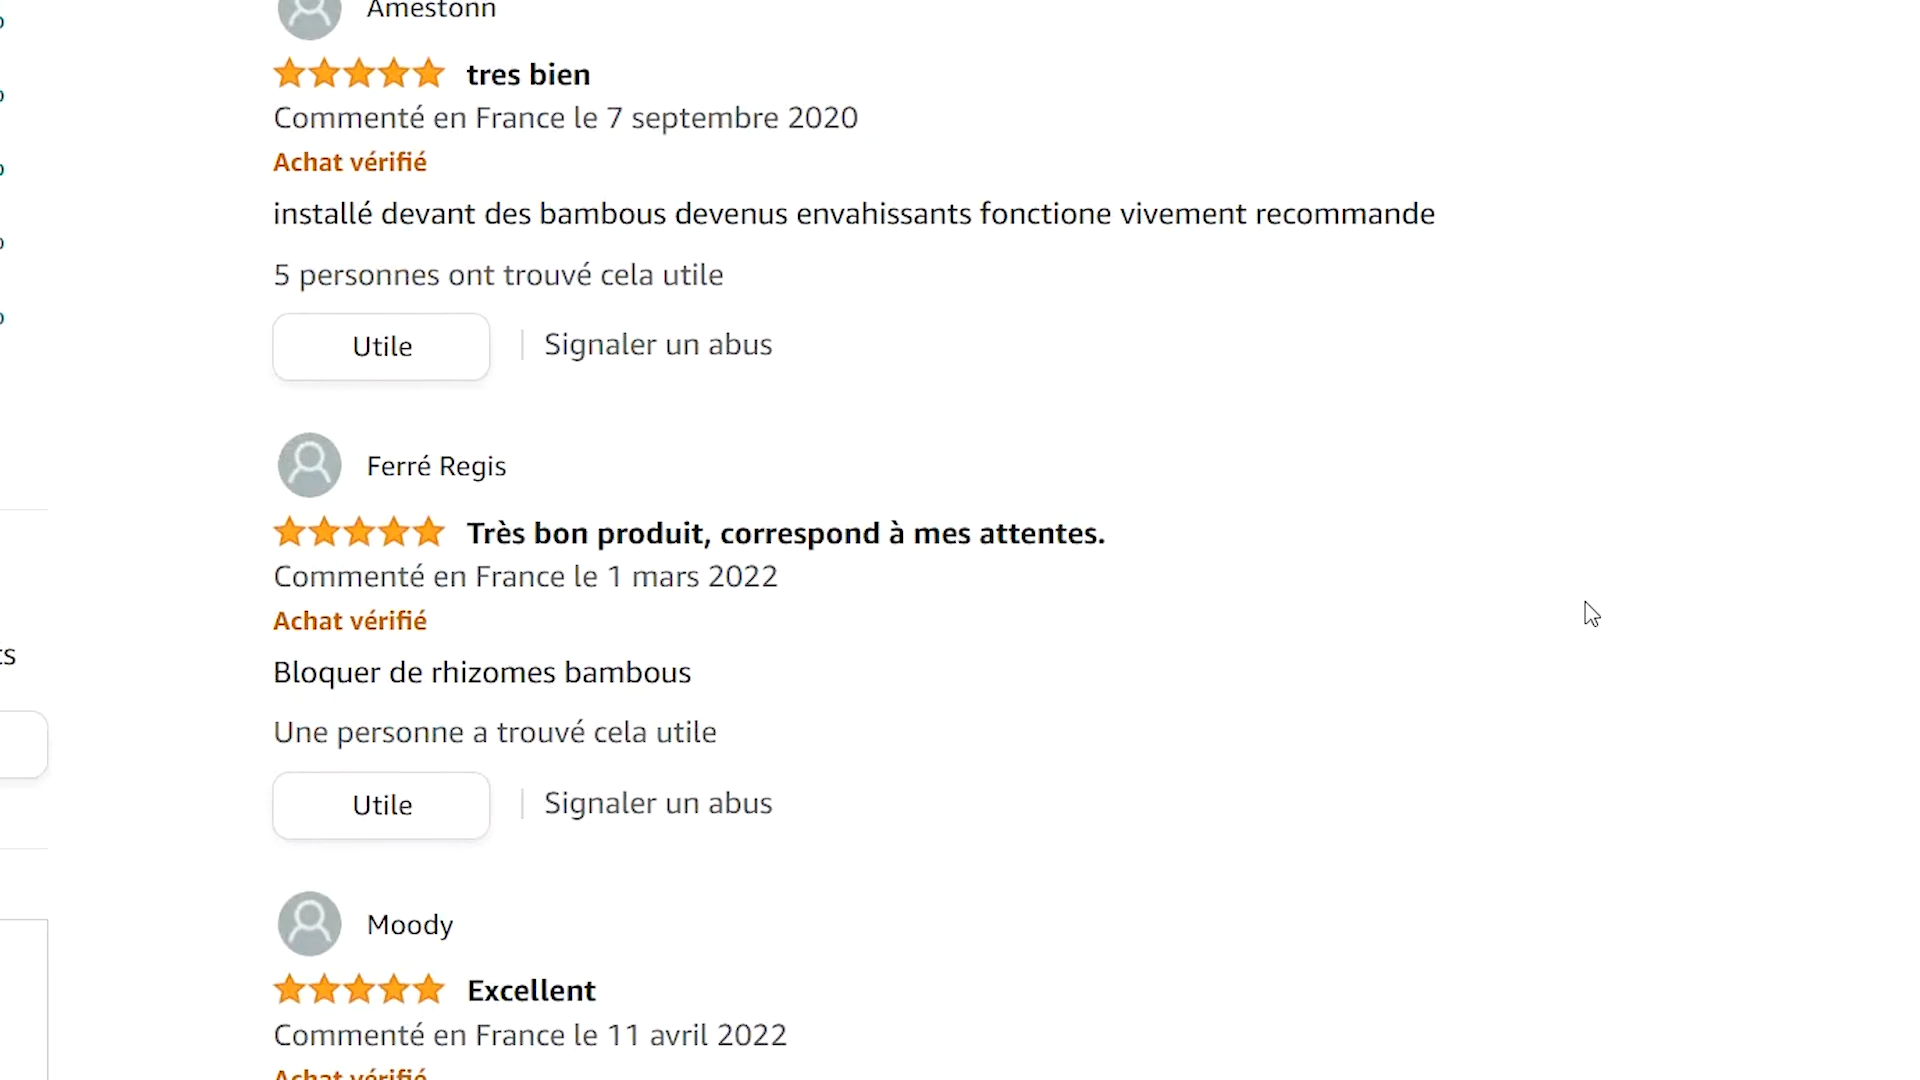 Amestonn
tres bien
Commenté en France le 7 septembre 2020
Achat vérifié
installé devant des bambous devenus envahissants fonctione vivement recommande
5 personnes ont trouvé cela utile
Utile
Signaler un abus
Ferré Regis
Très bon produit, correspond à mes attentes.
Commenté en France le 1 mars 2022
Achat vérifié
Bloquer de rhizomes bambous
Une personne a trouvé cela utile
Utile
Signaler un abus
Moody
Excellent
Commenté en France le 11 avril 2022
Achat vérifié